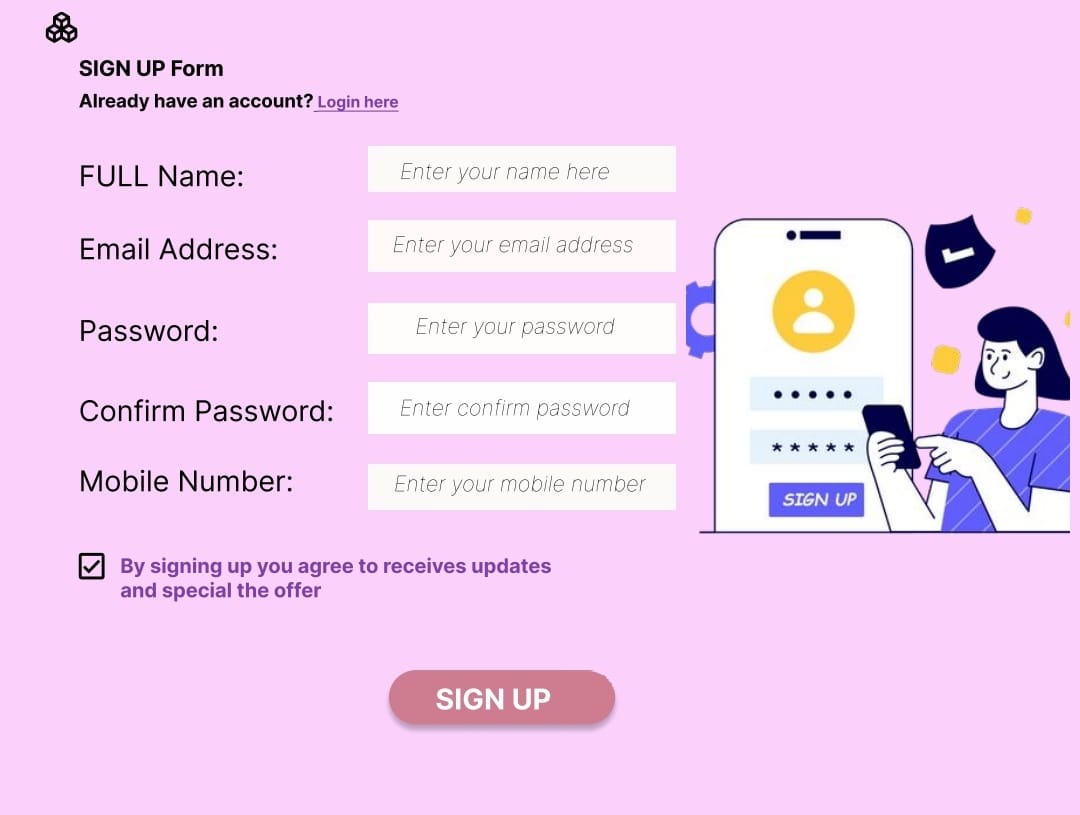 SIGN UP Form
Already have an account? Login here
FULL Name:
Enter your name here
Email Address:
Enter your email address
Password:
Enter your password
Confirm Password:
Enter confirm password
Mobile Number:
Enter your mobile number
* * * * *
SIGN UP
By signing up you agree to receives updates
and special the offer
SIGN UP